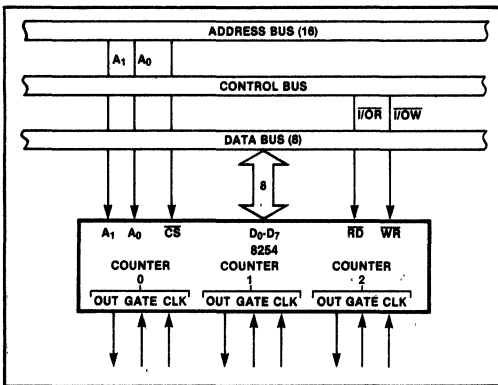 ADDRESS BUS (16)
A₁ A₀
CONTROL BUS
I/OR I/OW
DATA BUS (8)
8
A₁ A₀ CS D₀-D₇ RD WR
8254
COUNTER COUNTER COUNTER
0 1 2
OUT GATE CLK OUT GATE CLK OUT GATE CLK